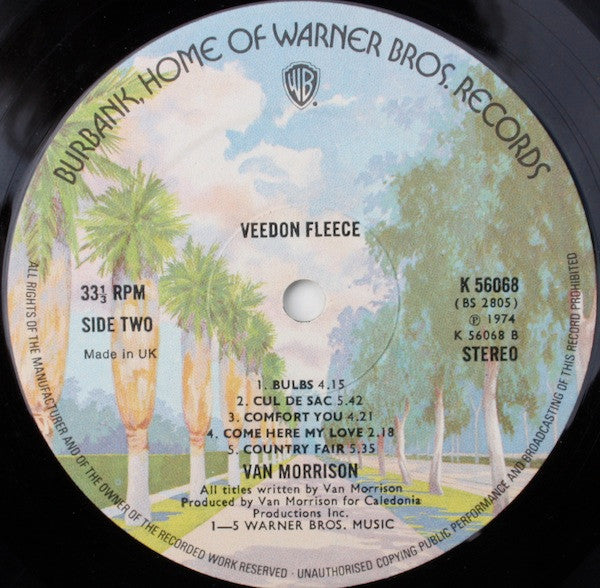 BURBANK, HOME OF WARNER BROS. RECORDS
WB
VEEDON FLEECE
33 1/3 RPM
SIDE TWO
Made in UK
K 56068
(BS 2805)
℗ 1974
K 56068 B
STEREO
1. BULBS 4.15
2. CUL DE SAC 5.42
3. COMFORT YOU 4.21
4. COME HERE MY LOVE 2.18
5. COUNTRY FAIR 5.35
VAN MORRISON
All titles written by Van Morrison
Produced by Van Morrison for Caledonia
Productions Inc.
1—5 WARNER BROS. MUSIC
ALL RIGHTS OF THE MANUFACTURER AND OF THE OWNER OF THE RECORDED WORK RESERVED · UNAUTHORISED COPYING PUBLIC PERFORMANCE AND BROADCASTING OF THIS RECORD PROHIBITED